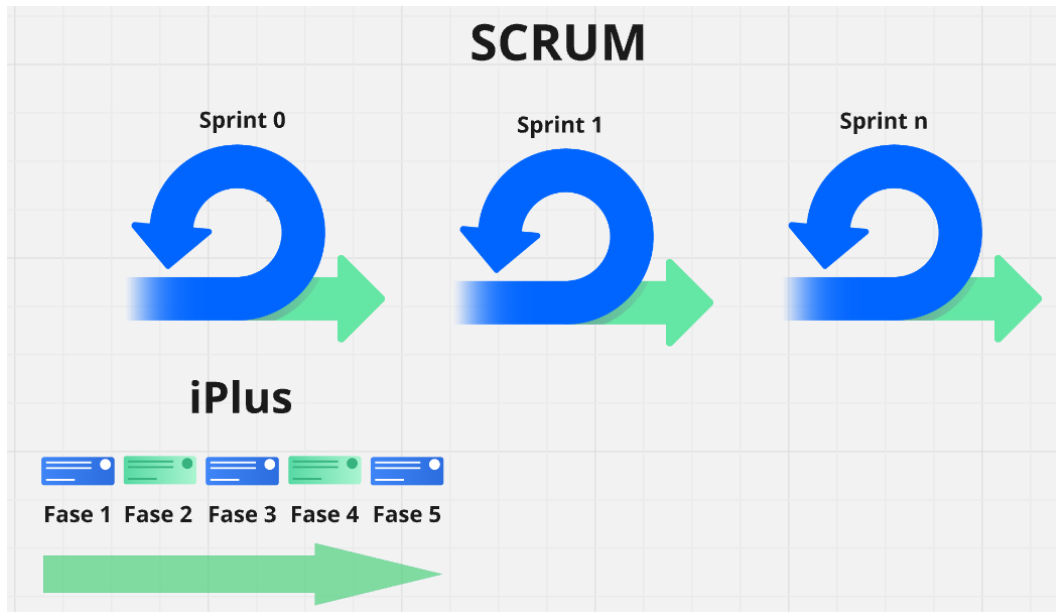 SCRUM
Sprint 0
Sprint 1
Sprint n
iPlus
Fase 1 Fase 2 Fase 3 Fase 4 Fase 5